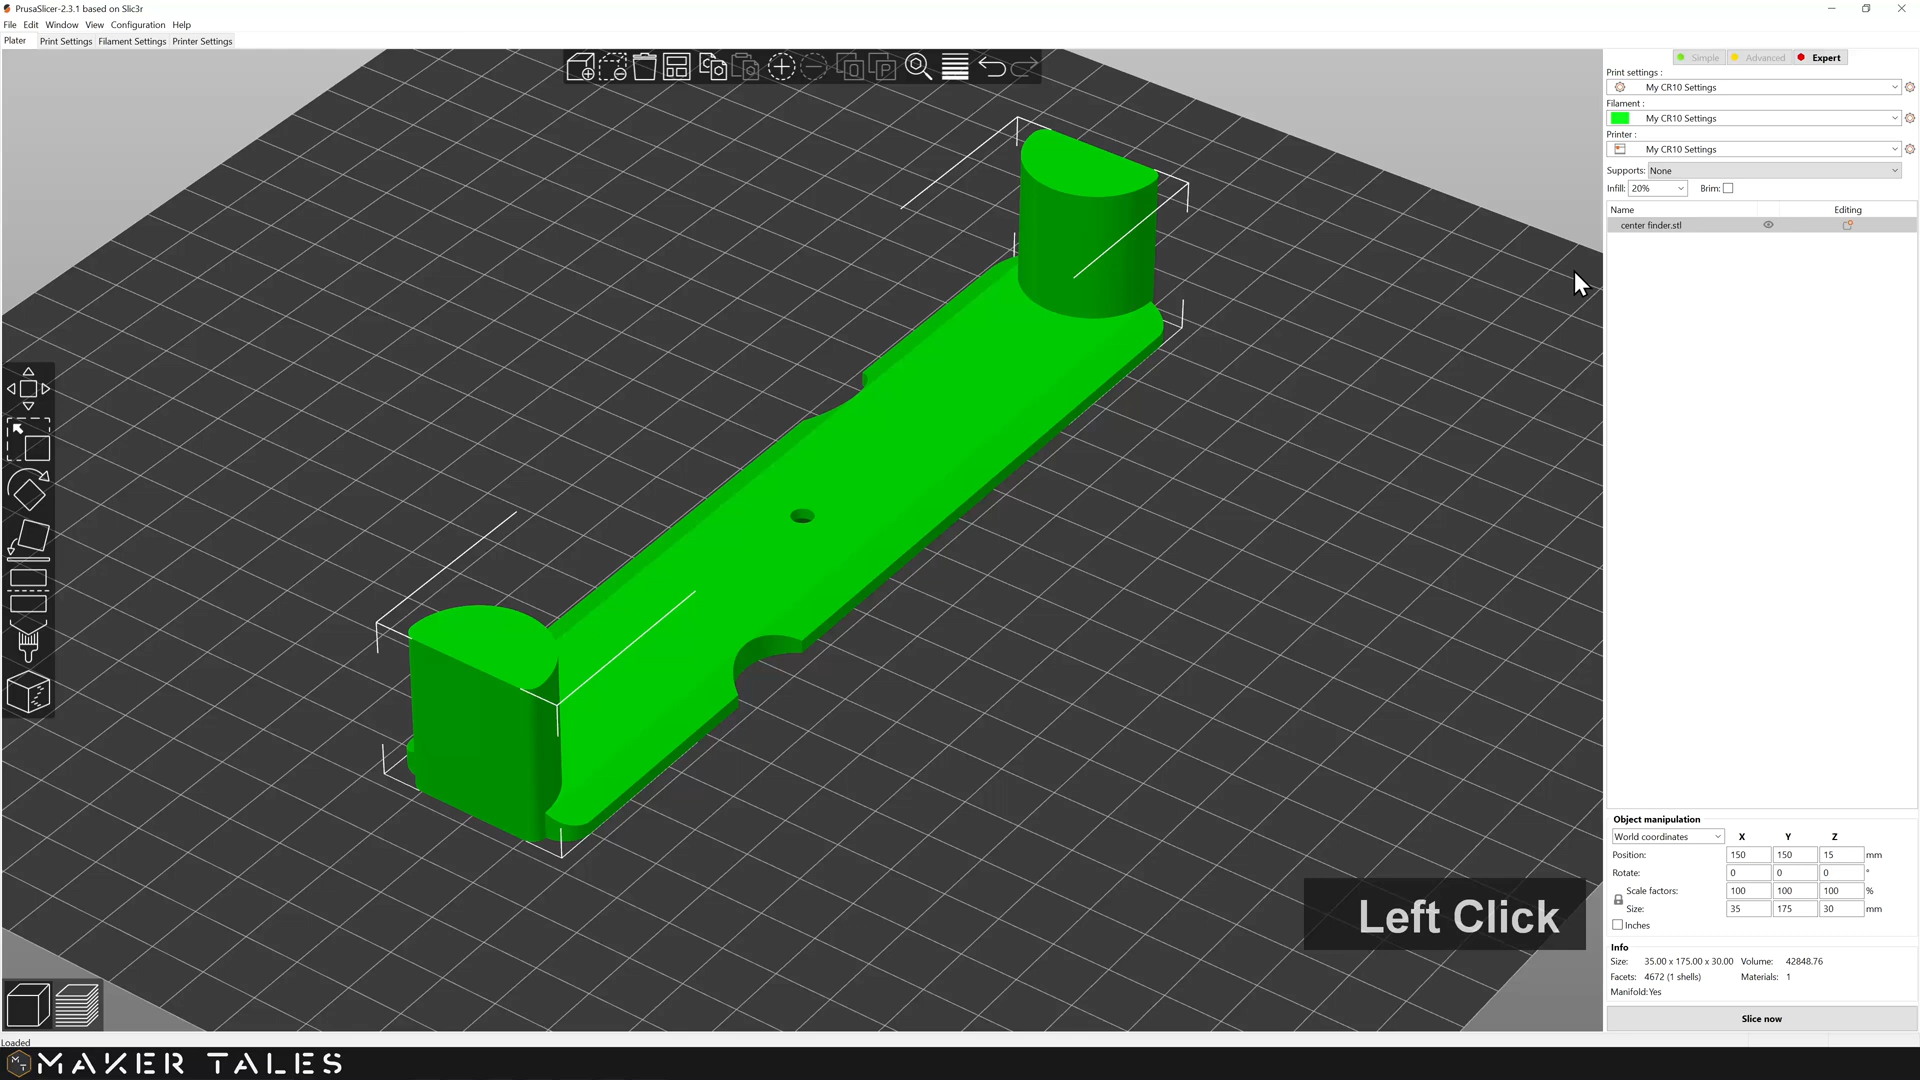 PrusaSlicer-2.3.1 based on Slic3r
File Edit Window View Configuration Help
Plater Print Settings Filament Settings Printer Settings
Simple Advanced Expert
Print settings :
My CR10 Settings
Filament :
My CR10 Settings
Printer :
My CR10 Settings
Supports: None
Infill: 20% Brim:
Name Editing
center finder.stl
Object manipulation
World coordinates X Y Z
Position: 150 150 15 mm
Rotate: 0 0 0 °
Scale factors: 100 100 100 %
Size: 35 175 30 mm
Inches
Info
Size: 35.00 x 175.00 x 30.00 Volume: 42848.76
Facets: 4672 (1 shells) Materials: 1
Manifold: Yes
Slice now
Left Click
Loaded
MT MAKER TALES